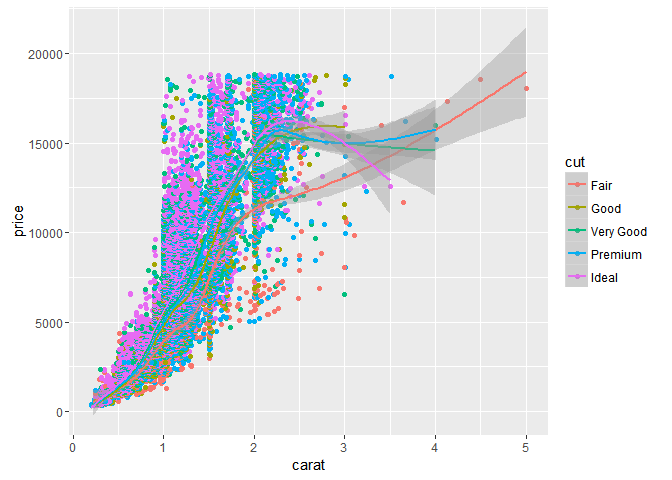 20000
15000
10000
5000
0
price
0
1
2
3
4
5
carat
cut
Fair
Good
Very Good
Premium
Ideal